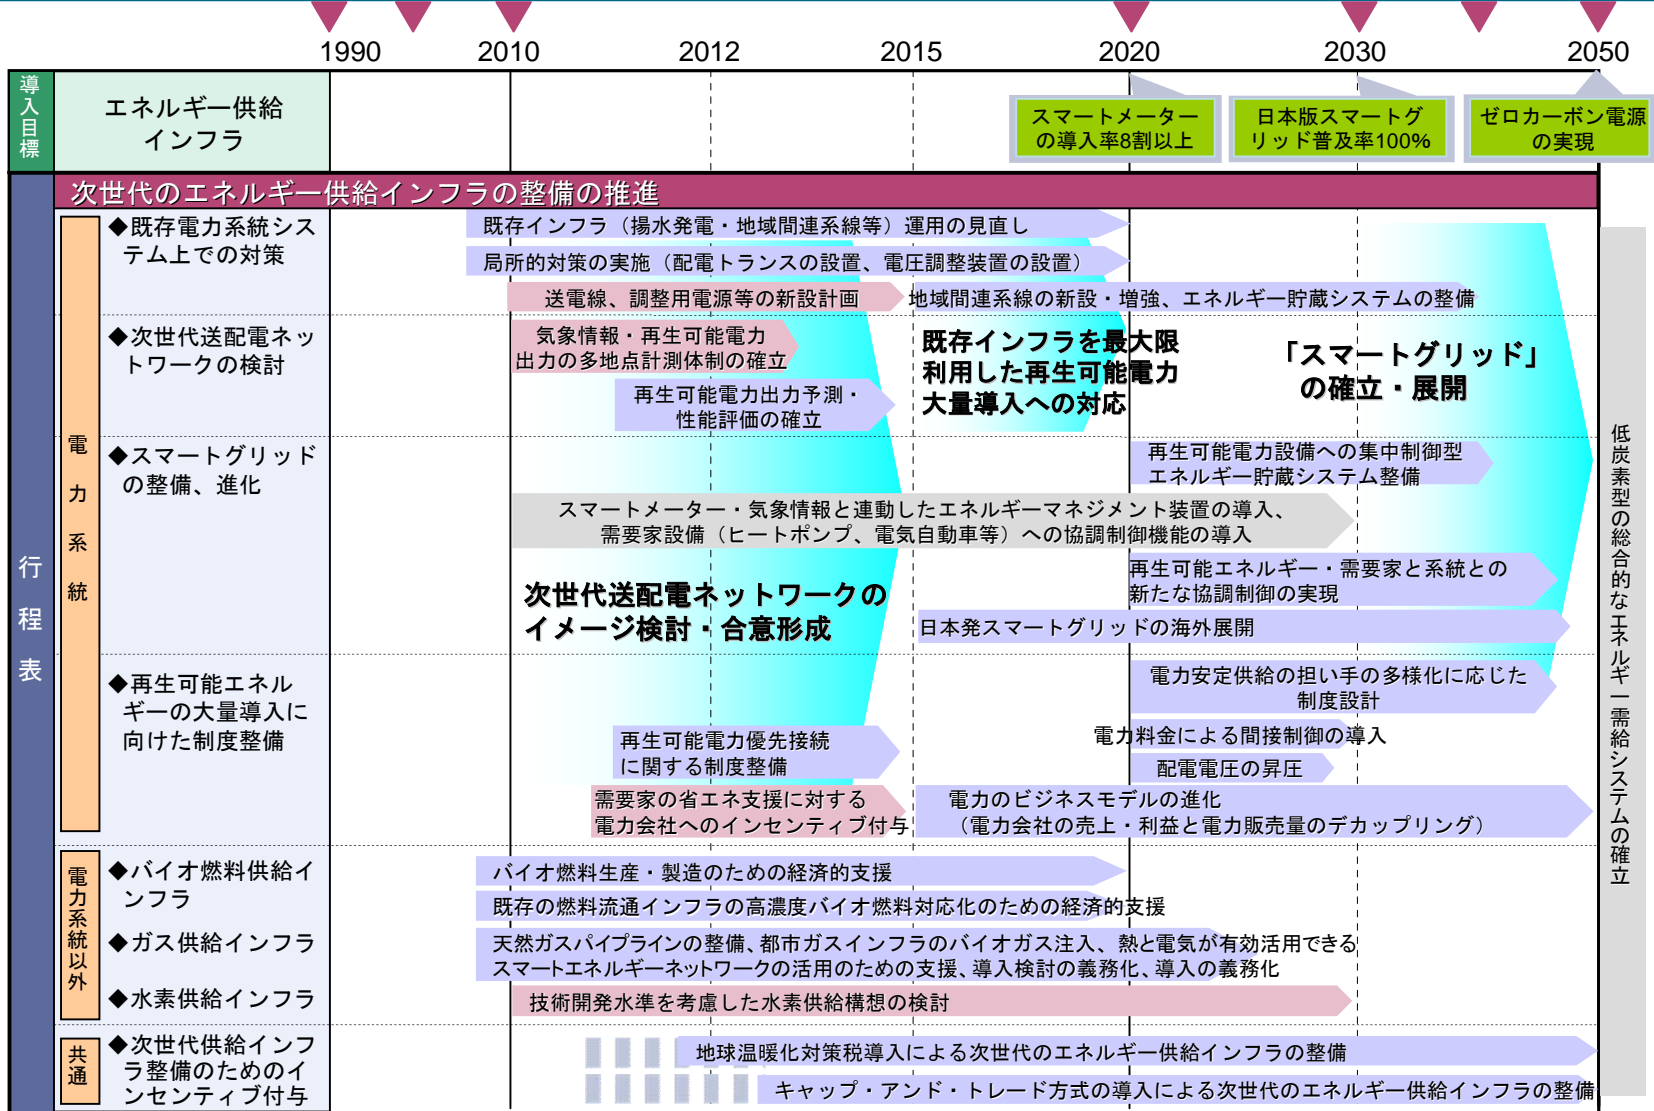 1990 2010 2012 2015 2020 2030 2050
導入目標
エネルギー供給
インフラ
スマートメーター
の導入率8割以上
日本版スマートグ
リッド普及率100%
ゼロカーボン電源
の実現
行程表
次世代のエネルギー供給インフラの整備の推進
電力系統
◆既存電力系統シス
テム上での対策
既存インフラ（揚水発電・地域間連系線等）運用の見直し
局所的対策の実施（配電トランスの設置、電圧調整装置の設置）
送電線、調整用電源等の新設計画
地域間連系線の新設・増強、エネルギー貯蔵システムの整備
◆次世代送配電ネッ
トワークの検討
気象情報・再生可能電力
出力の多地点計測体制の確立
再生可能電力出力予測・
性能評価の確立
既存インフラを最大限
利用した再生可能電力
大量導入への対応
「スマートグリッド」
の確立・展開
◆スマートグリッド
の整備、進化
再生可能電力設備への集中制御型
エネルギー貯蔵システム整備
スマートメーター・気象情報と連動したエネルギーマネジメント装置の導入、
需要家設備（ヒートポンプ、電気自動車等）への協調制御機能の導入
再生可能エネルギー・需要家と系統との
新たな協調制御の実現
次世代送配電ネットワークの
イメージ検討・合意形成
日本発スマートグリッドの海外展開
◆再生可能エネル
ギーの大量導入に
向けた制度整備
電力安定供給の担い手の多様化に応じた
制度設計
再生可能電力優先接続
に関する制度整備
電力料金による間接制御の導入
配電電圧の昇圧
需要家の省エネ支援に対する
電力会社へのインセンティブ付与
電力のビジネスモデルの進化
（電力会社の売上・利益と電力販売量のデカップリング）
電力系統以外
◆バイオ燃料供給イ
ンフラ
バイオ燃料生産・製造のための経済的支援
既存の燃料流通インフラの高濃度バイオ燃料対応化のための経済的支援
◆ガス供給インフラ
天然ガスパイプラインの整備、都市ガスインフラのバイオガス注入、熱と電気が有効活用できる
スマートエネルギーネットワークの活用のための支援、導入検討の義務化、導入の義務化
◆水素供給インフラ
技術開発水準を考慮した水素供給構想の検討
共通
◆次世代供給インフ
ラ整備のためのイ
ンセンティブ付与
地球温暖化対策税導入による次世代のエネルギー供給インフラの整備
キャップ・アンド・トレード方式の導入による次世代のエネルギー供給インフラの整備
低炭素型の総合的なエネルギー需給システムの確立